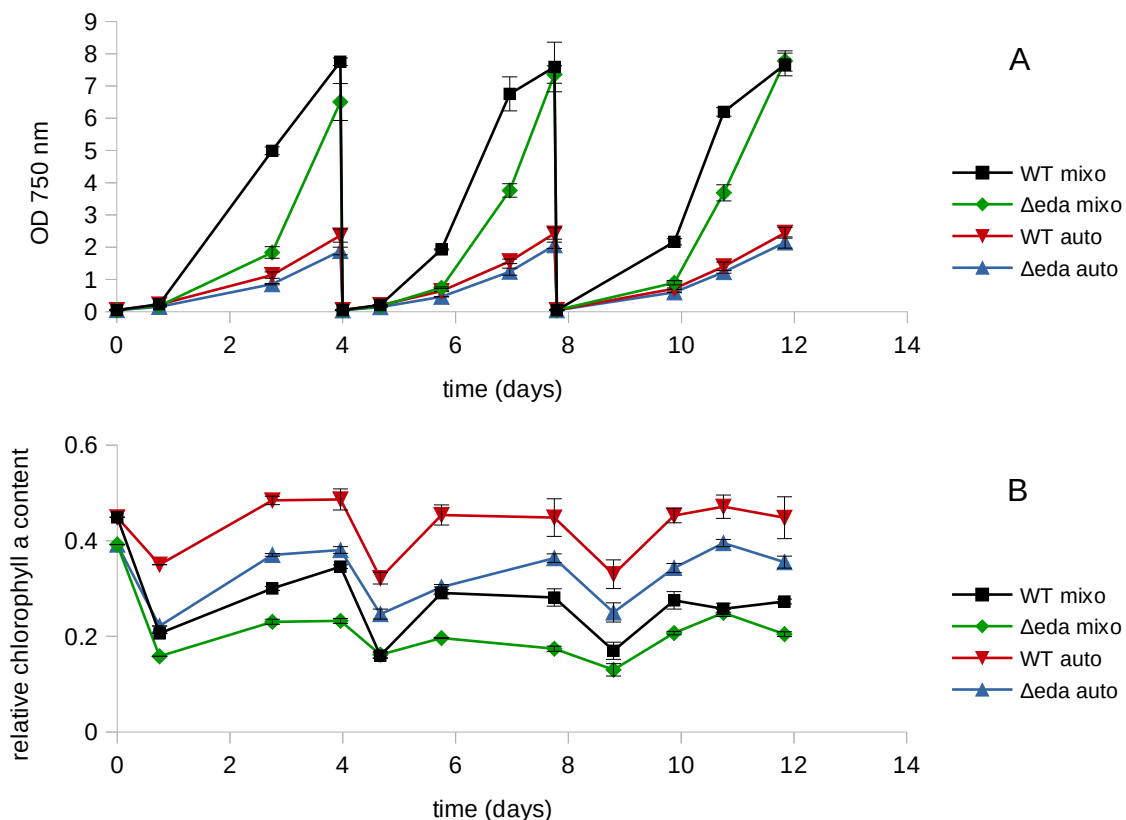 A
OD 750 nm
9
8
7
6
5
4
3
2
1
0
0 2 4 6 8 10 12 14
time (days)
WT mixo
Δeda mixo
WT auto
Δeda auto
B
relative chlorophyll a content
0.6
0.4
0.2
0
0 2 4 6 8 10 12 14
time (days)
WT mixo
Δeda mixo
WT auto
Δeda auto